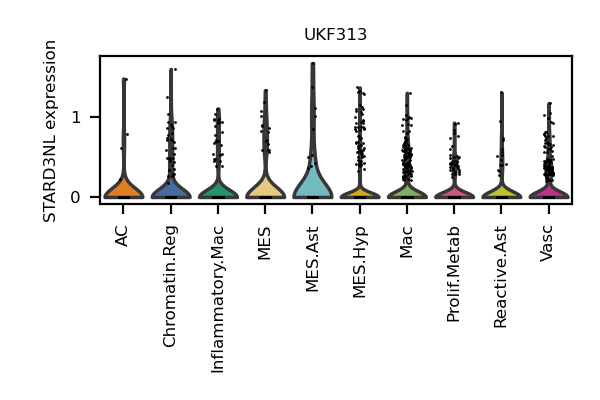 UKF313
STARD3NL expression
1
0
AC
Chromatin.Reg
Inflammatory.Mac
MES
MES.Ast
MES.Hyp
Mac
Prolif.Metab
Reactive.Ast
Vasc